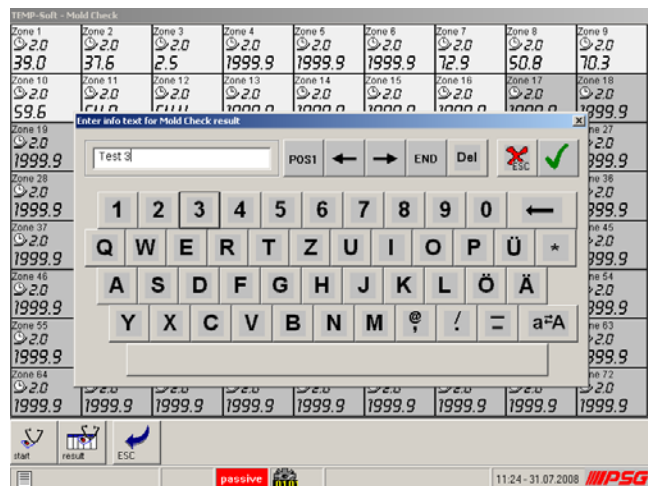 TEMP-Soft - Mold Check
Zone 1 Zone 2 Zone 3 Zone 4 Zone 5 Zone 6 Zone 7 Zone 8 Zone 9
2.0 2.0 2.0 2.0 2.0 2.0 2.0 2.0 2.0
39.0 37.6 2.5 1999.9 1999.9 1999.9 72.9 50.8 70.3
Zone 10 Zone 11 Zone 12 Zone 13 Zone 14 Zone 15 Zone 16 Zone 17 Zone 18
2.0 2.0 2.0 2.0 2.0 2.0 2.0 2.0 2.0
59.6
Enter info text for Mold Check result
Zone 19
2.0
1999.9
Test 3 POS1 END Del ESC
Zone 28
2.0
1999.9
1 2 3 4 5 6 7 8 9 0
Zone 37
2.0
1999.9
Q W E R T Z U I O P Ü *
Zone 46
2.0
1999.9
A S D F G H J K L Ö Ä
Zone 55
2.0
1999.9
Y X C V B N M @ ; ! / = a⇄A
Zone 64
2.0
1999.9 1999.9 1999.9 1999.9 1999.9 1999.9 1999.9 1999.9 1999.9
start result ESC
passive 0101 11:24 - 31.07.2008 PSG